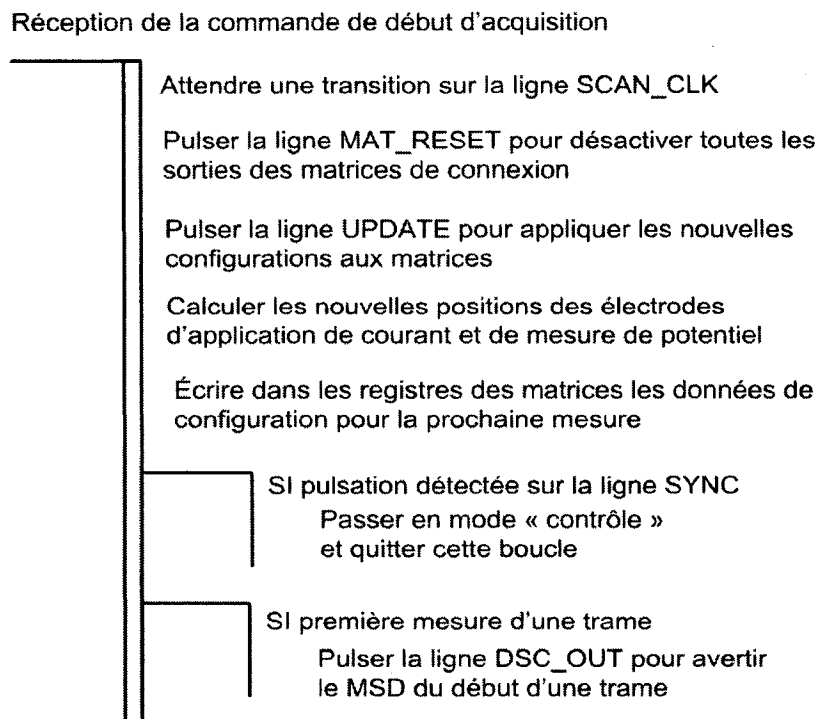 Réception de la commande de début d'acquisition
Attendre une transition sur la ligne SCAN_CLK
Pulser la ligne MAT_RESET pour désactiver toutes les
sorties des matrices de connexion
Pulser la ligne UPDATE pour appliquer les nouvelles
configurations aux matrices
Calculer les nouvelles positions des électrodes
d'application de courant et de mesure de potentiel
Écrire dans les registres des matrices les données de
configuration pour la prochaine mesure
SI pulsation détectée sur la ligne SYNC
Passer en mode « contrôle »
et quitter cette boucle
SI première mesure d'une trame
Pulser la ligne DSC_OUT pour avertir
le MSD du début d'une trame